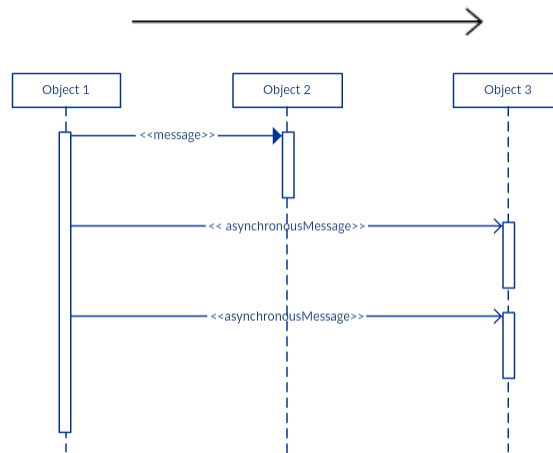 Object 1
Object 2
Object 3
<<message>>
<< asynchronousMessage>>
<<asynchronousMessage>>